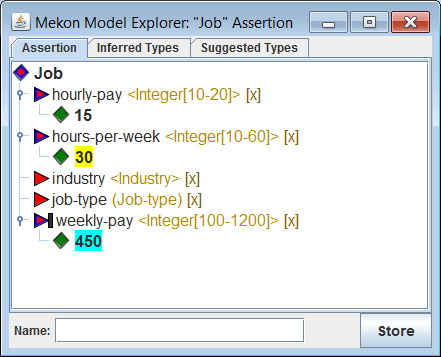 Mekon Model Explorer: "Job" Assertion
Assertion Inferred Types Suggested Types
Job
hourly-pay <Integer[10-20]> [x]
15
hours-per-week <Integer[10-60]> [x]
30
industry <Industry> [x]
job-type (Job-type) [x]
weekly-pay <Integer[100-1200]> [x]
450
Name: Store